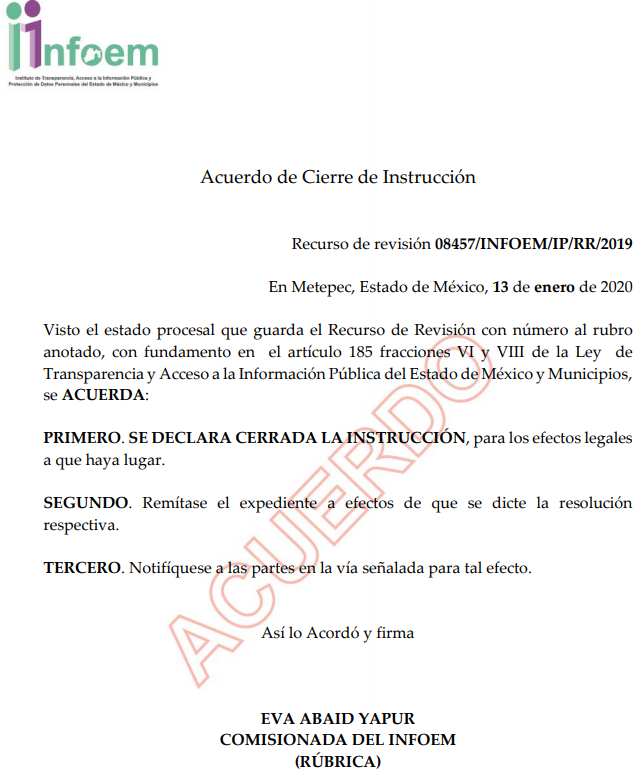 infoem
Instituto de Transparencia, Acceso a la Información Pública y
Protección de Datos Personales del Estado de México y Municipios
Acuerdo de Cierre de Instrucción
Recurso de revisión 08457/INFOEM/IP/RR/2019
En Metepec, Estado de México, 13 de enero de 2020
Visto el estado procesal que guarda el Recurso de Revisión con número al rubro
anotado, con fundamento en el artículo 185 fracciones VI y VIII de la Ley de
Transparencia y Acceso a la Información Pública del Estado de México y Municipios,
se ACUERDA:
PRIMERO. SE DECLARA CERRADA LA INSTRUCCIÓN, para los efectos legales
a que haya lugar.
SEGUNDO. Remítase el expediente a efectos de que se dicte la resolución
respectiva.
TERCERO. Notifíquese a las partes en la vía señalada para tal efecto.
ACUERDO
Así lo Acordó y firma
EVA ABAID YAPUR
COMISIONADA DEL INFOEM
(RÚBRICA)